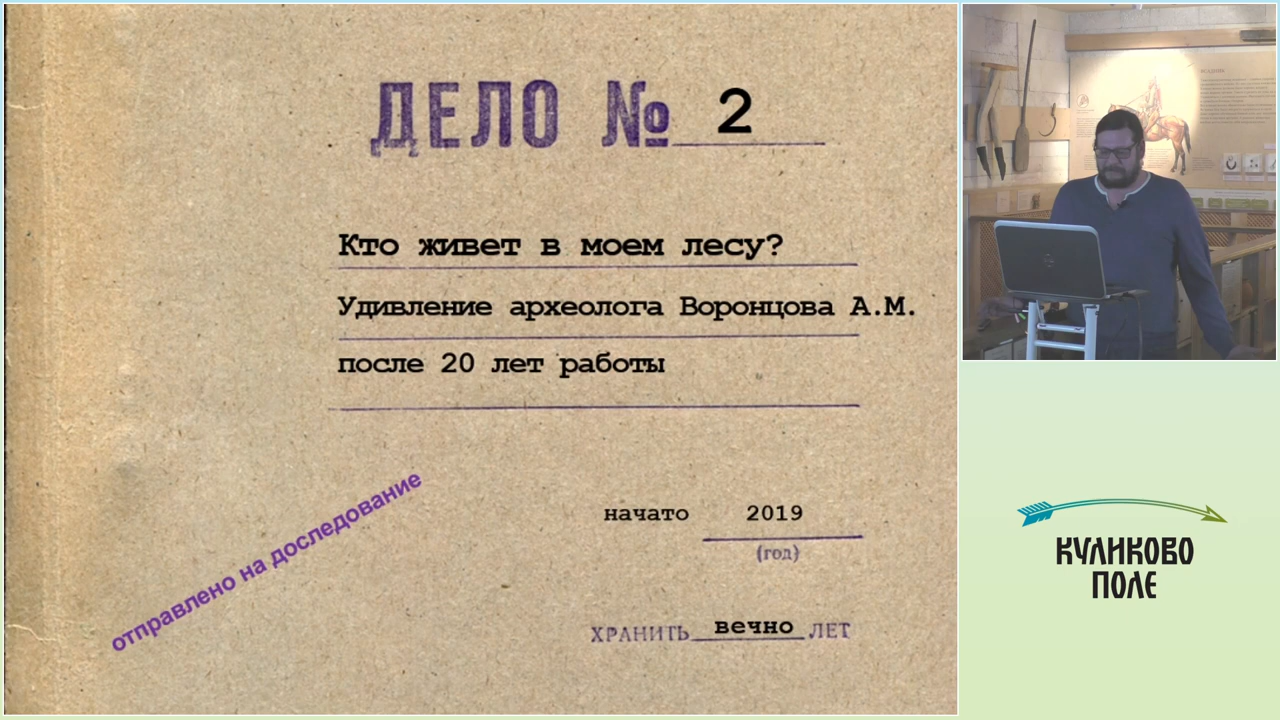 ДЕЛО № 2
Кто живет в моем лесу?
Удивление археолога Воронцова А.М.
после 20 лет работы
отправлено на доследование
начато 2019
(год)
ХРАНИТЬ вечно ЛЕТ
КУЛИКОВО
ПОЛЕ